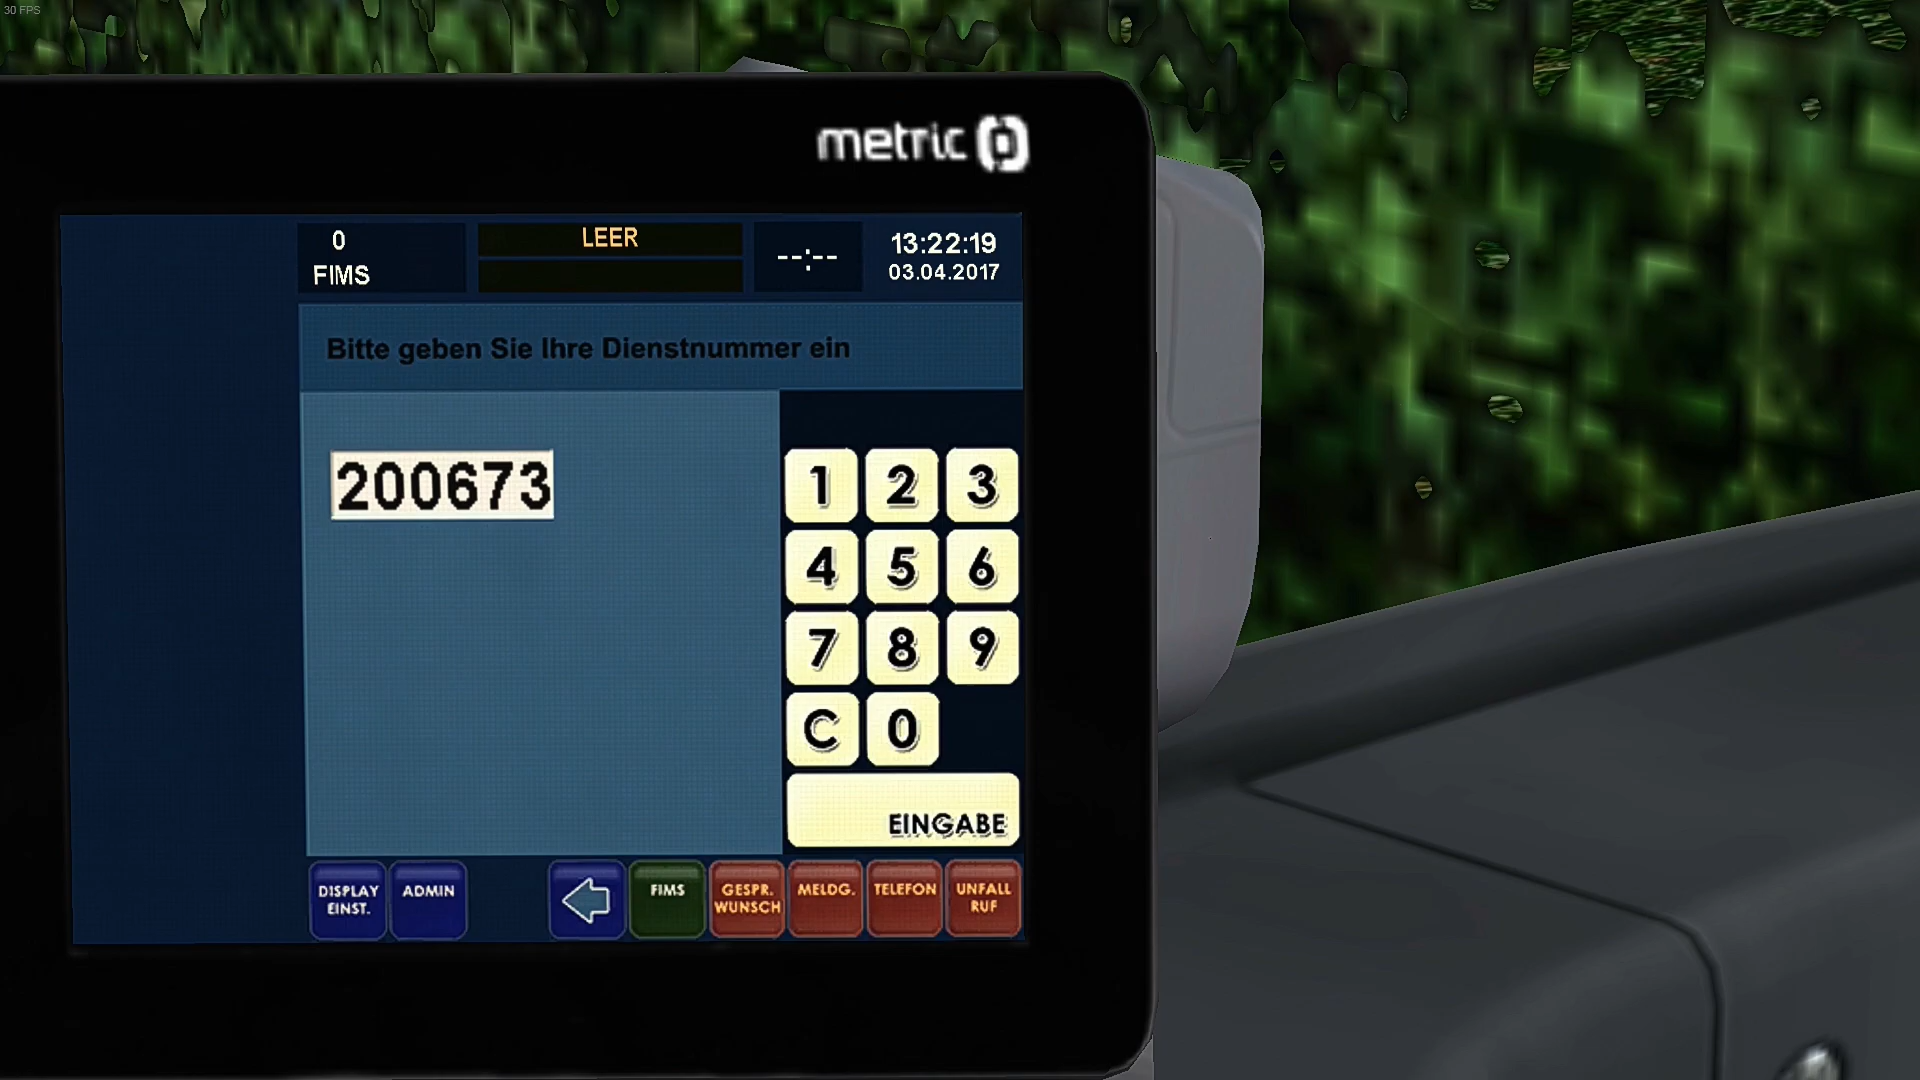 30 FPS
metric
0
FIMS
LEER
--:--
13:22:19
03.04.2017
Bitte geben Sie Ihre Dienstnummer ein
200673
1 2 3
4 5 6
7 8 9
C 0
EINGABE
DISPLAY
EINST.
ADMIN
FIMS
GESPR.
WUNSCH
MELDG.
TELEFON
UNFALL
RUF